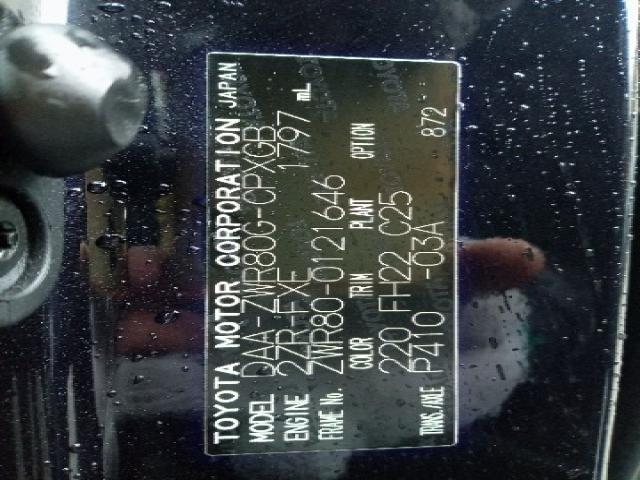 TOYOTA MOTOR CORPORATION JAPAN
MODEL DAA-ZWR80G-CPXGB
ENGINE 2ZR-FXE 1797 mL
FRAME No. ZWR80-0121646
COLOR TRIM PLANT OPTION
220 FH22 C25
TRANS./AXLE P410 -03A 872